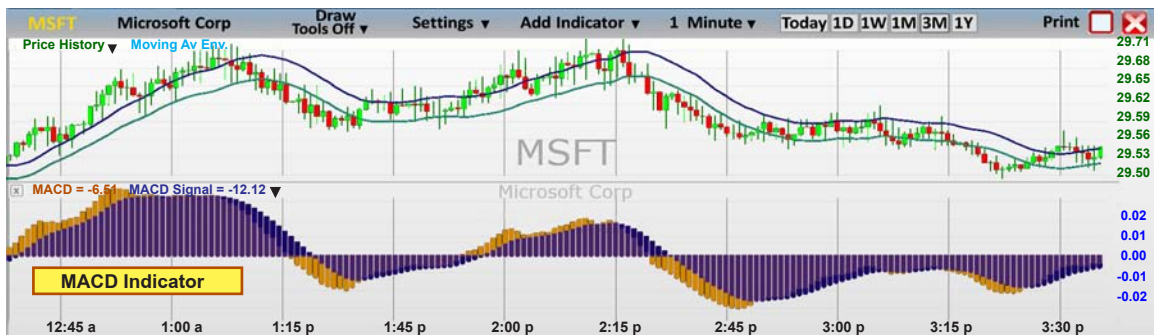 MSFT Microsoft Corp Draw Tools Off ▼ Settings ▼ Add Indicator ▼ 1 Minute ▼ Today 1D 1W 1M 3M 1Y Print
Price History ▼ Moving Av Env.
29.71
29.68
29.65
29.62
29.59
29.56
29.53
29.50
MSFT
Microsoft Corp
x MACD = -6.51 MACD Signal = -12.12 ▼
0.02
0.01
0.00
-0.01
-0.02
MACD Indicator
12:45 a 1:00 a 1:15 p 1:45 p 2:00 p 2:15 p 2:45 p 3:00 p 3:15 p 3:30 p